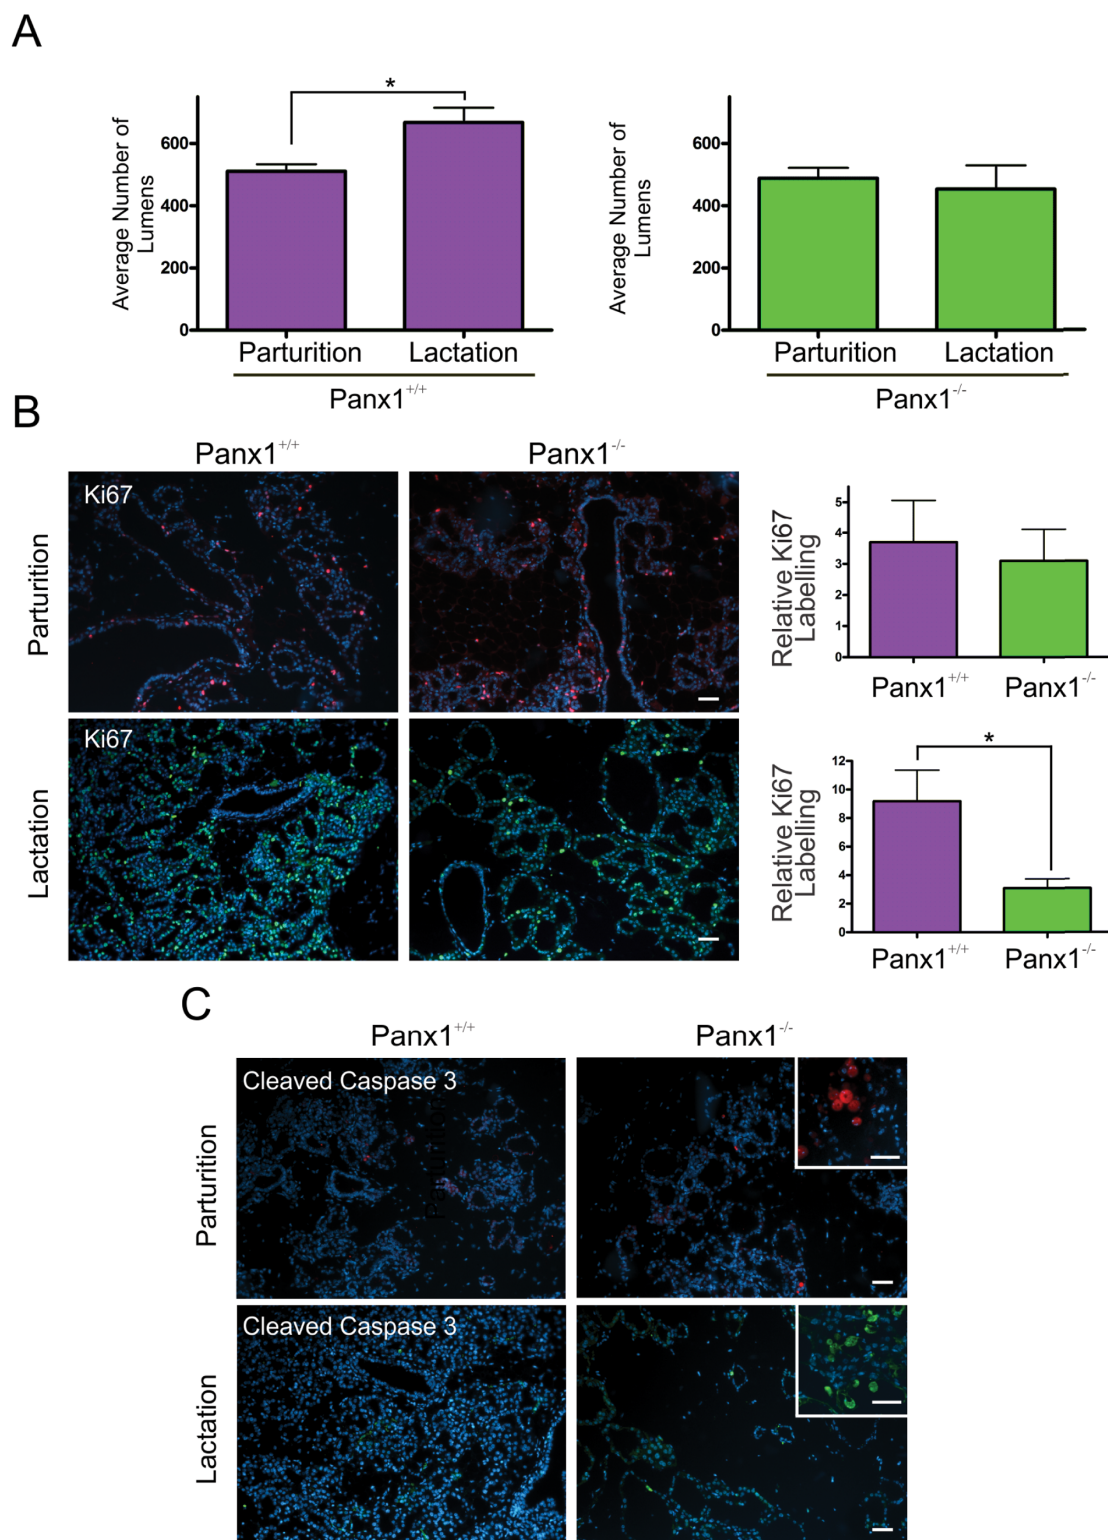 A
*
Average Number of
Lumens
600
400
200
0
Parturition Lactation
Panx1+/+
Average Number of
Lumens
600
400
200
0
Parturition Lactation
Panx1-/-
B
Panx1+/+ Panx1-/-
Parturition
Ki67
Relative Ki67
Labelling
5
4
3
2
1
0
Panx1+/+ Panx1-/-
Lactation
Ki67
*
Relative Ki67
Labelling
12
10
8
6
4
2
0
Panx1+/+ Panx1-/-
C
Panx1+/+ Panx1-/-
Parturition
Cleaved Caspase 3
Parturition
Lactation
Cleaved Caspase 3